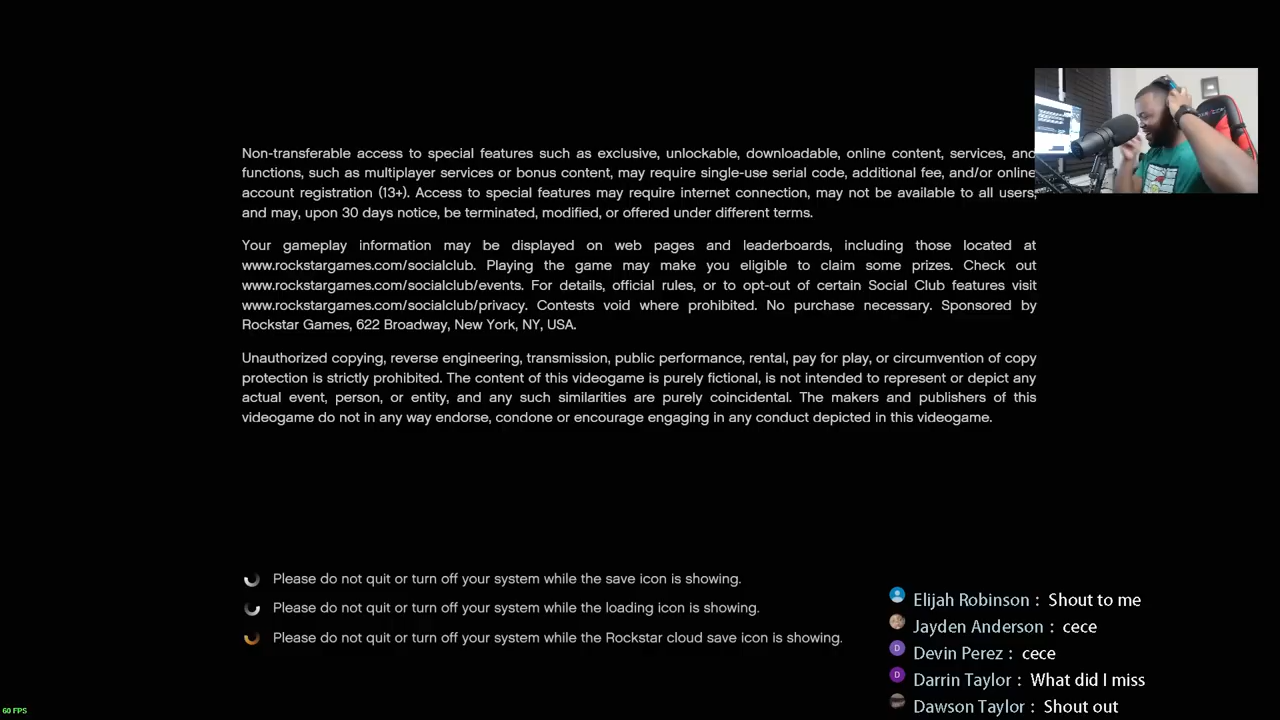 Non-transferable access to special features such as exclusive, unlockable, downloadable, online content, services, and
functions, such as multiplayer services or bonus content, may require single-use serial code, additional fee, and/or online
account registration (13+). Access to special features may require internet connection, may not be available to all users,
and may, upon 30 days notice, be terminated, modified, or offered under different terms.
Your gameplay information may be displayed on web pages and leaderboards, including those located at
www.rockstargames.com/socialclub. Playing the game may make you eligible to claim some prizes. Check out
www.rockstargames.com/socialclub/events. For details, official rules, or to opt-out of certain Social Club features visit
www.rockstargames.com/socialclub/privacy. Contests void where prohibited. No purchase necessary. Sponsored by
Rockstar Games, 622 Broadway, New York, NY, USA.
Unauthorized copying, reverse engineering, transmission, public performance, rental, pay for play, or circumvention of copy
protection is strictly prohibited. The content of this videogame is purely fictional, is not intended to represent or depict any
actual event, person, or entity, and any such similarities are purely coincidental. The makers and publishers of this
videogame do not in any way endorse, condone or encourage engaging in any conduct depicted in this videogame.
Please do not quit or turn off your system while the save icon is showing.
Please do not quit or turn off your system while the loading icon is showing.
Please do not quit or turn off your system while the Rockstar cloud save icon is showing.
Elijah Robinson : Shout to me
Jayden Anderson : cece
D Devin Perez : cece
D Darrin Taylor : What did I miss
Dawson Taylor : Shout out
60 FPS